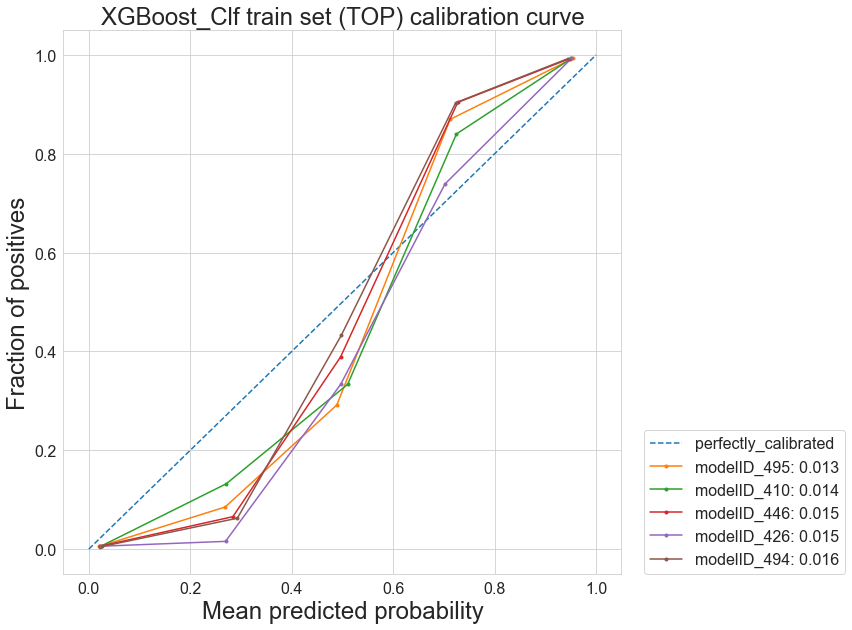 XGBoost_Clf train set (TOP) calibration curve
Fraction of positives
1.0
0.8
0.6
0.4
0.2
0.0
0.0 0.2 0.4 0.6 0.8 1.0
Mean predicted probability
perfectly_calibrated
modelID_495: 0.013
modelID_410: 0.014
modelID_446: 0.015
modelID_426: 0.015
modelID_494: 0.016